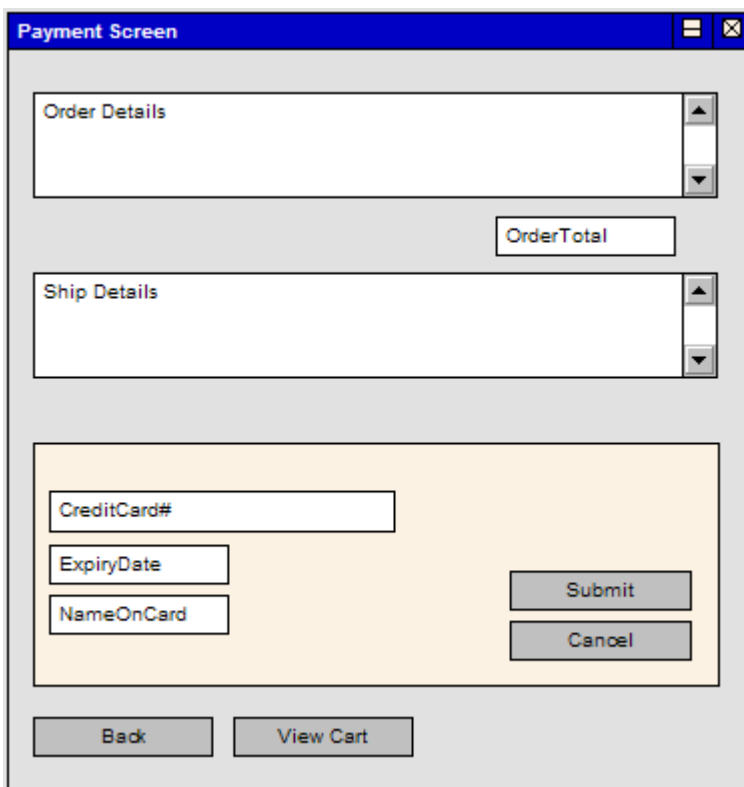 Payment Screen
Order Details
OrderTotal
Ship Details
CreditCard#
ExpiryDate
NameOnCard
Submit
Cancel
Back
View Cart